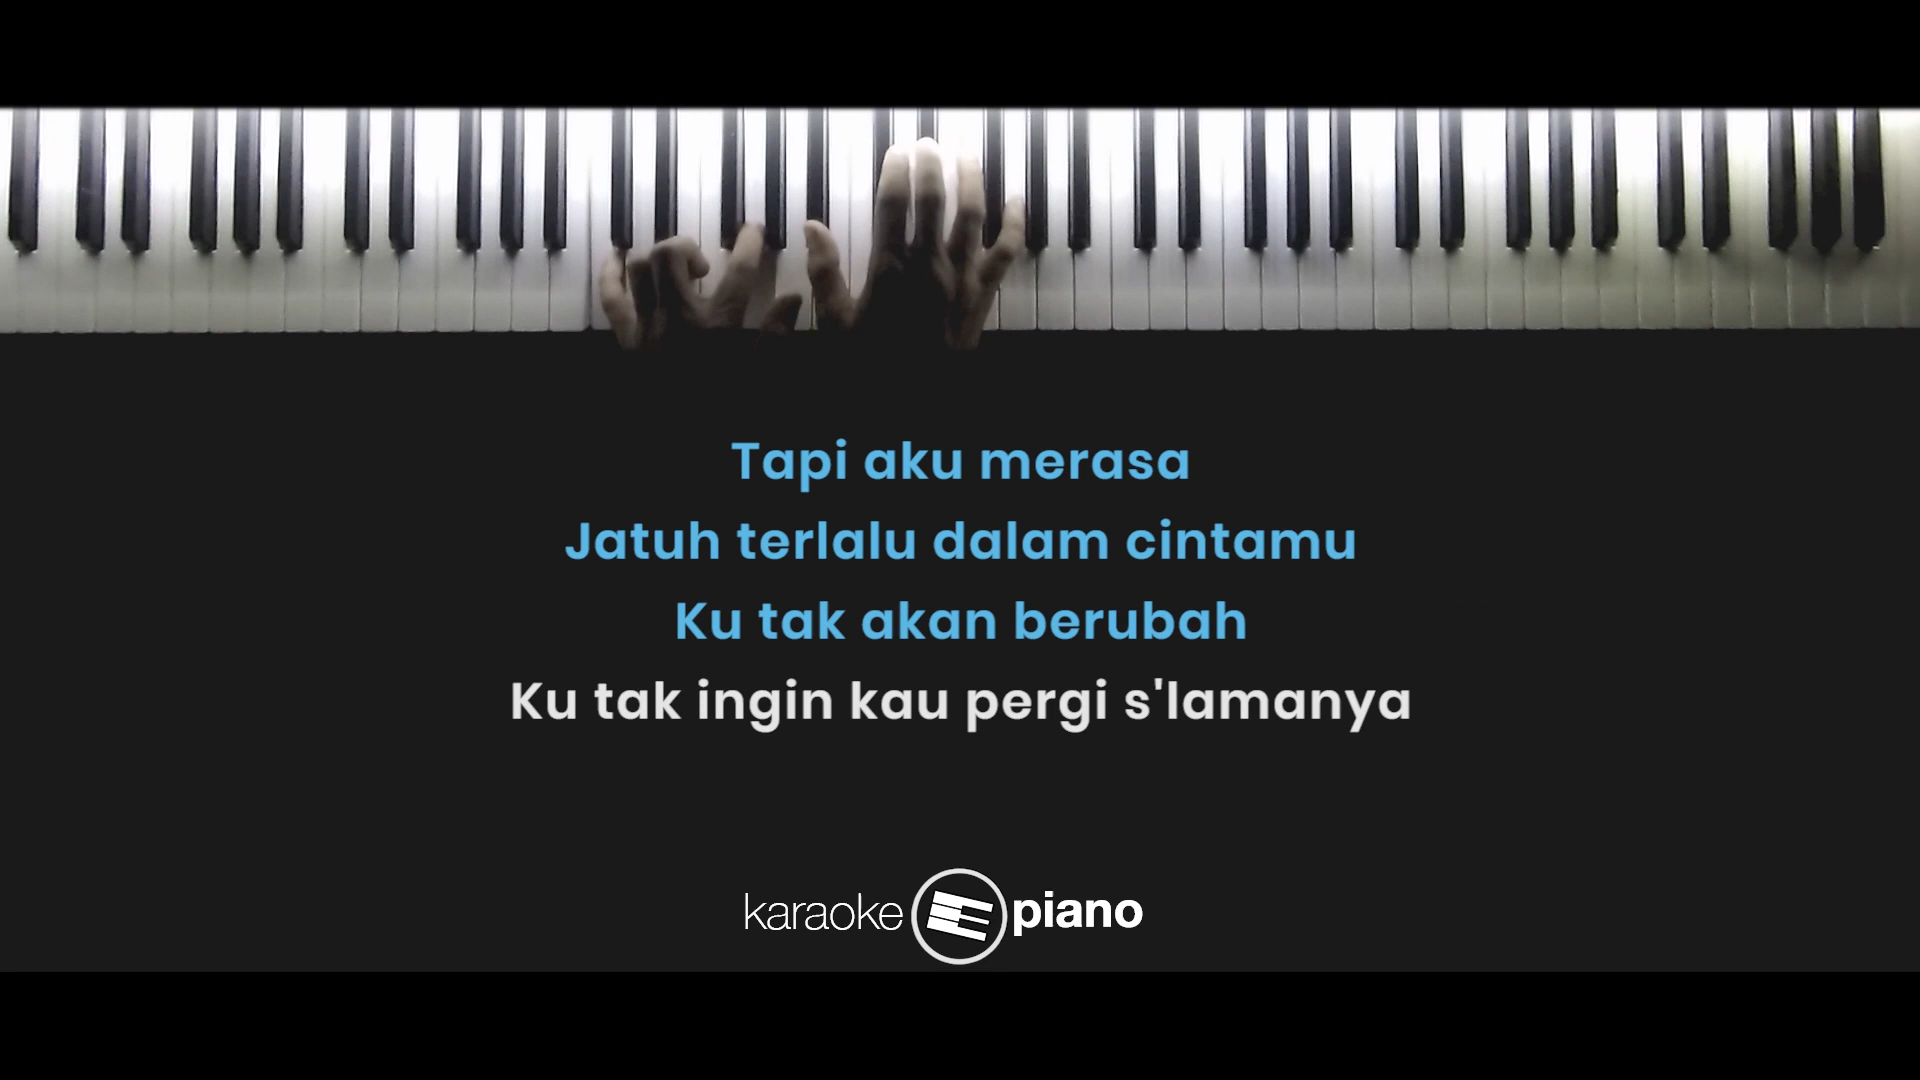 Tapi aku merasa
Jatuh terlalu dalam cintamu
Ku tak akan berubah
Ku tak ingin kau pergi s'lamanya
karaoke piano